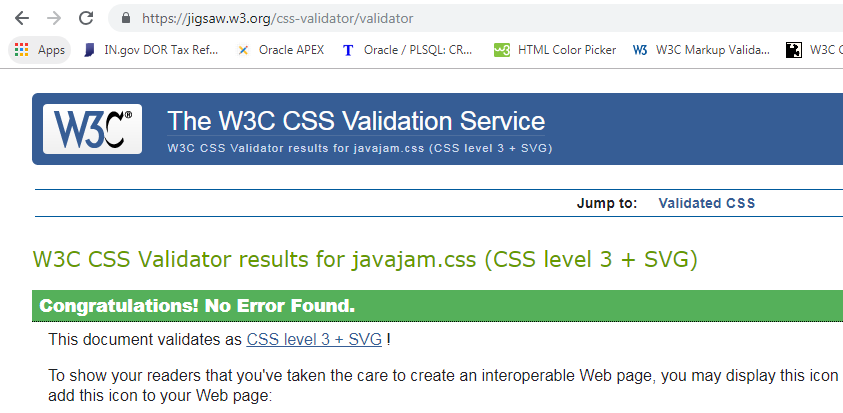 https://jigsaw.w3.org/css-validator/validator
Apps IN.gov DOR Tax Ref... Oracle APEX T Oracle / PLSQL: CR... w3 HTML Color Picker W3 W3C Markup Valida... W3C C
W3C® The W3C CSS Validation Service
W3C CSS Validator results for javajam.css (CSS level 3 + SVG)
Jump to: Validated CSS
W3C CSS Validator results for javajam.css (CSS level 3 + SVG)
Congratulations! No Error Found.
This document validates as CSS level 3 + SVG !
To show your readers that you've taken the care to create an interoperable Web page, you may display this icon
add this icon to your Web page: